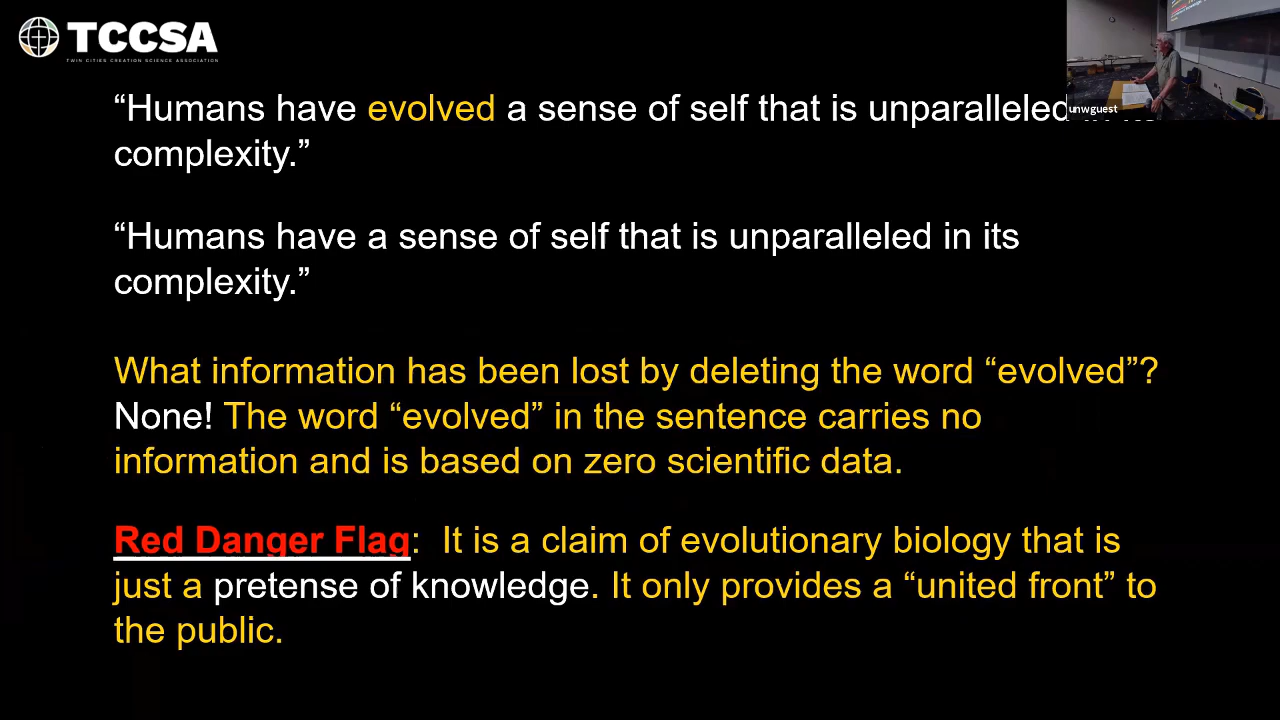 TCCSA
TWIN CITIES CREATION SCIENCE ASSOCIATION
unwguest
“Humans have evolved a sense of self that is unparalleled in its
complexity.”
“Humans have a sense of self that is unparalleled in its
complexity.”
What information has been lost by deleting the word “evolved”?
None! The word “evolved” in the sentence carries no
information and is based on zero scientific data.
Red Danger Flag: It is a claim of evolutionary biology that is
just a pretense of knowledge. It only provides a “united front” to
the public.